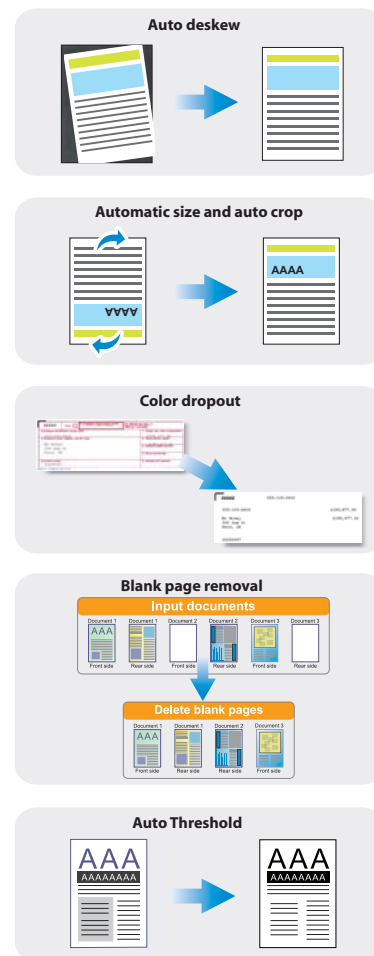 Auto deskew
Automatic size and auto crop
AAAA
AAAA
Color dropout
Blank page removal
Input documents
Document 1 Document 1 Document 2 Document 2 Document 3 Document 3
AAA
Front side Rear side Front side Rear side Front side Rear side
Delete blank pages
Document 1 Document 1 Document 2 Document 3
AAA
Front side Rear side Rear side Front side
Auto Threshold
AAA AAA
AAAAAAAA AAAAAAAA